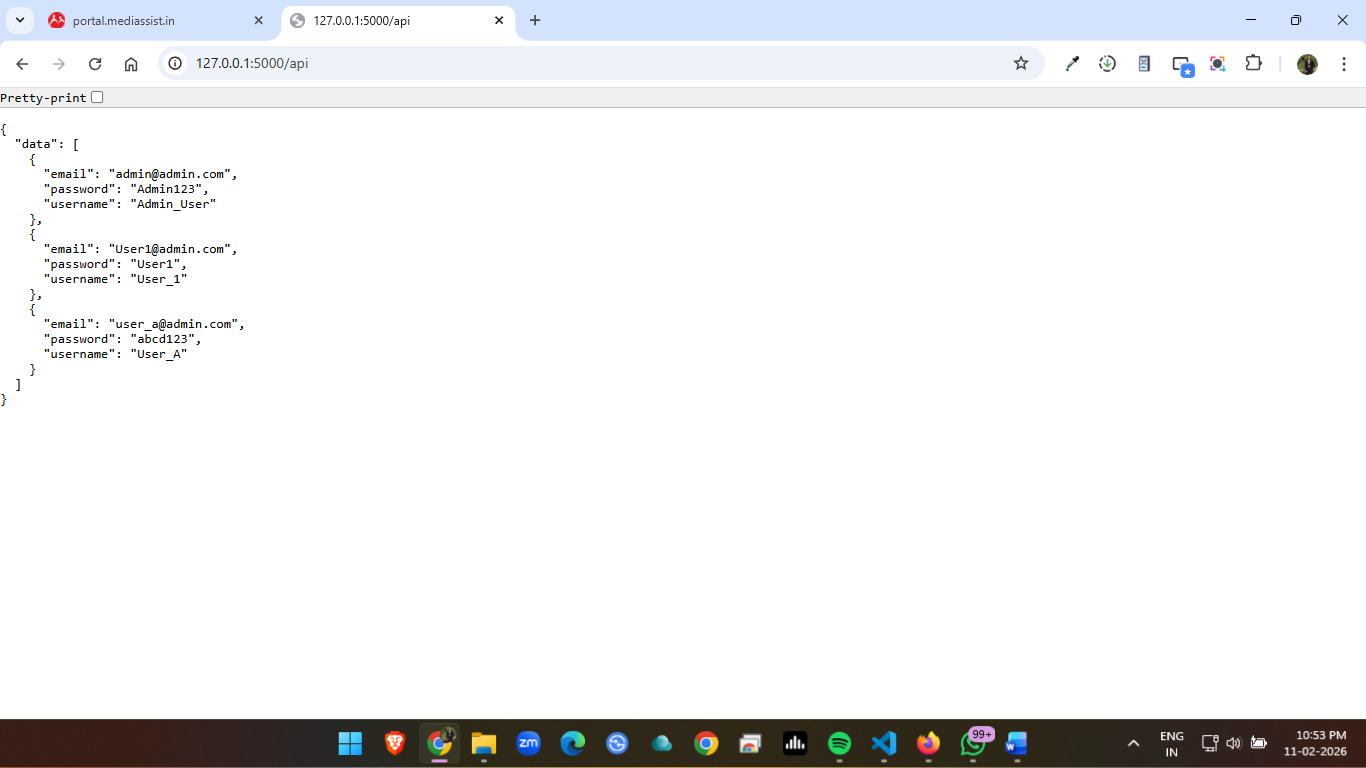 portal.mediassist.in
127.0.0.1:5000/api
127.0.0.1:5000/api
Pretty-print
{
  "data": [
    {
      "email": "admin@admin.com",
      "password": "Admin123",
      "username": "Admin_User"
    },
    {
      "email": "User1@admin.com",
      "password": "User1",
      "username": "User_1"
    },
    {
      "email": "user_a@admin.com",
      "password": "abcd123",
      "username": "User_A"
    }
  ]
}
zm
99+
W
ENG
IN
10:53 PM
11-02-2026